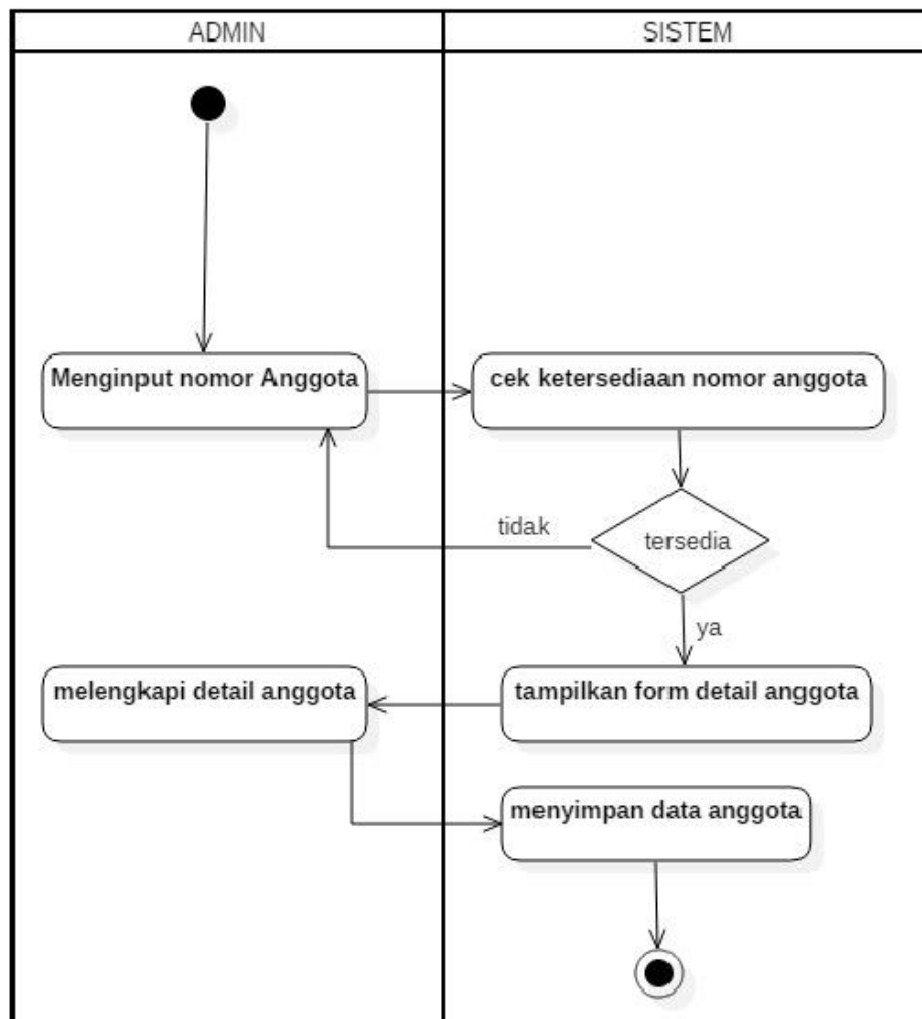 ADMIN
SISTEM
Menginput nomor Anggota
cek ketersediaan nomor anggota
tidak
tersedia
ya
melengkapi detail anggota
tampilkan form detail anggota
menyimpan data anggota